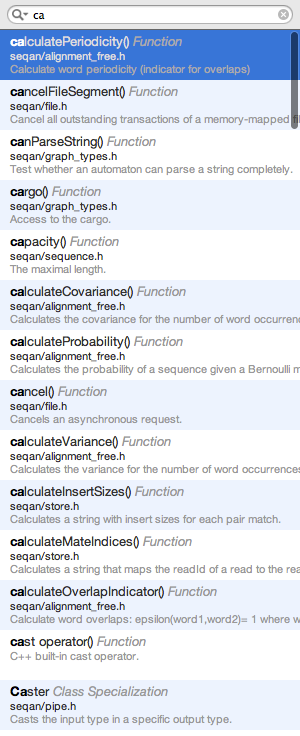 ca
calculatePeriodicity() Function
seqan/alignment_free.h
Calculate word periodicity (indicator for overlaps)
cancelFileSegment() Function
seqan/file.h
Cancel all outstanding transactions of a memory-mapped
canParseString() Function
seqan/graph_types.h
Test whether an automaton can parse a string completely.
cargo() Function
seqan/graph_types.h
Access to the cargo.
capacity() Function
seqan/sequence.h
The maximal length.
calculateCovariance() Function
seqan/alignment_free.h
Calculates the covariance for the number of word
calculateProbability() Function
seqan/alignment_free.h
Calculates the probability of a sequence given a Bernoulli
cancel() Function
seqan/file.h
Cancels an asynchronous request.
calculateVariance() Function
seqan/alignment_free.h
Calculates the variance for the number of word occurrences
calculateInsertSizes() Function
seqan/store.h
Calculates a string with insert sizes for each pair match.
calculateMateIndices() Function
seqan/store.h
Calculates a string that maps the readId of a read to the
calculateOverlapIndicator() Function
seqan/alignment_free.h
Calculate word overlaps: epsilon(word1,word2)= 1 where
cast operator() Function
C++ built-in cast operator.
Caster Class Specialization
seqan/pipe.h
Casts the input type in a specific output type.